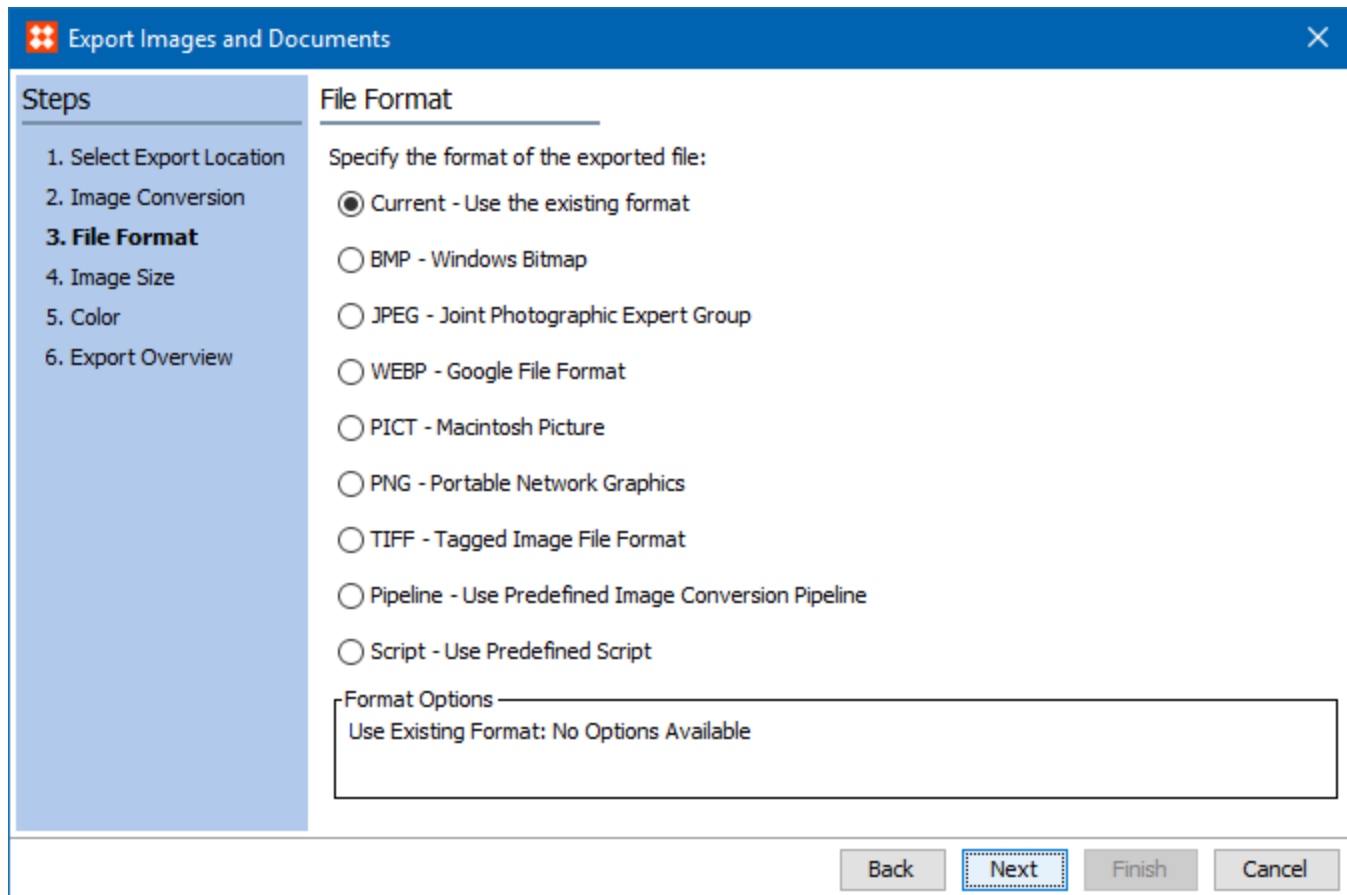 Export Images and Documents
Steps
1. Select Export Location
2. Image Conversion
3. File Format
4. Image Size
5. Color
6. Export Overview
File Format
Specify the format of the exported file:
Current - Use the existing format
BMP - Windows Bitmap
JPEG - Joint Photographic Expert Group
WEBP - Google File Format
PICT - Macintosh Picture
PNG - Portable Network Graphics
TIFF - Tagged Image File Format
Pipeline - Use Predefined Image Conversion Pipeline
Script - Use Predefined Script
Format Options
Use Existing Format: No Options Available
Back Next Finish Cancel